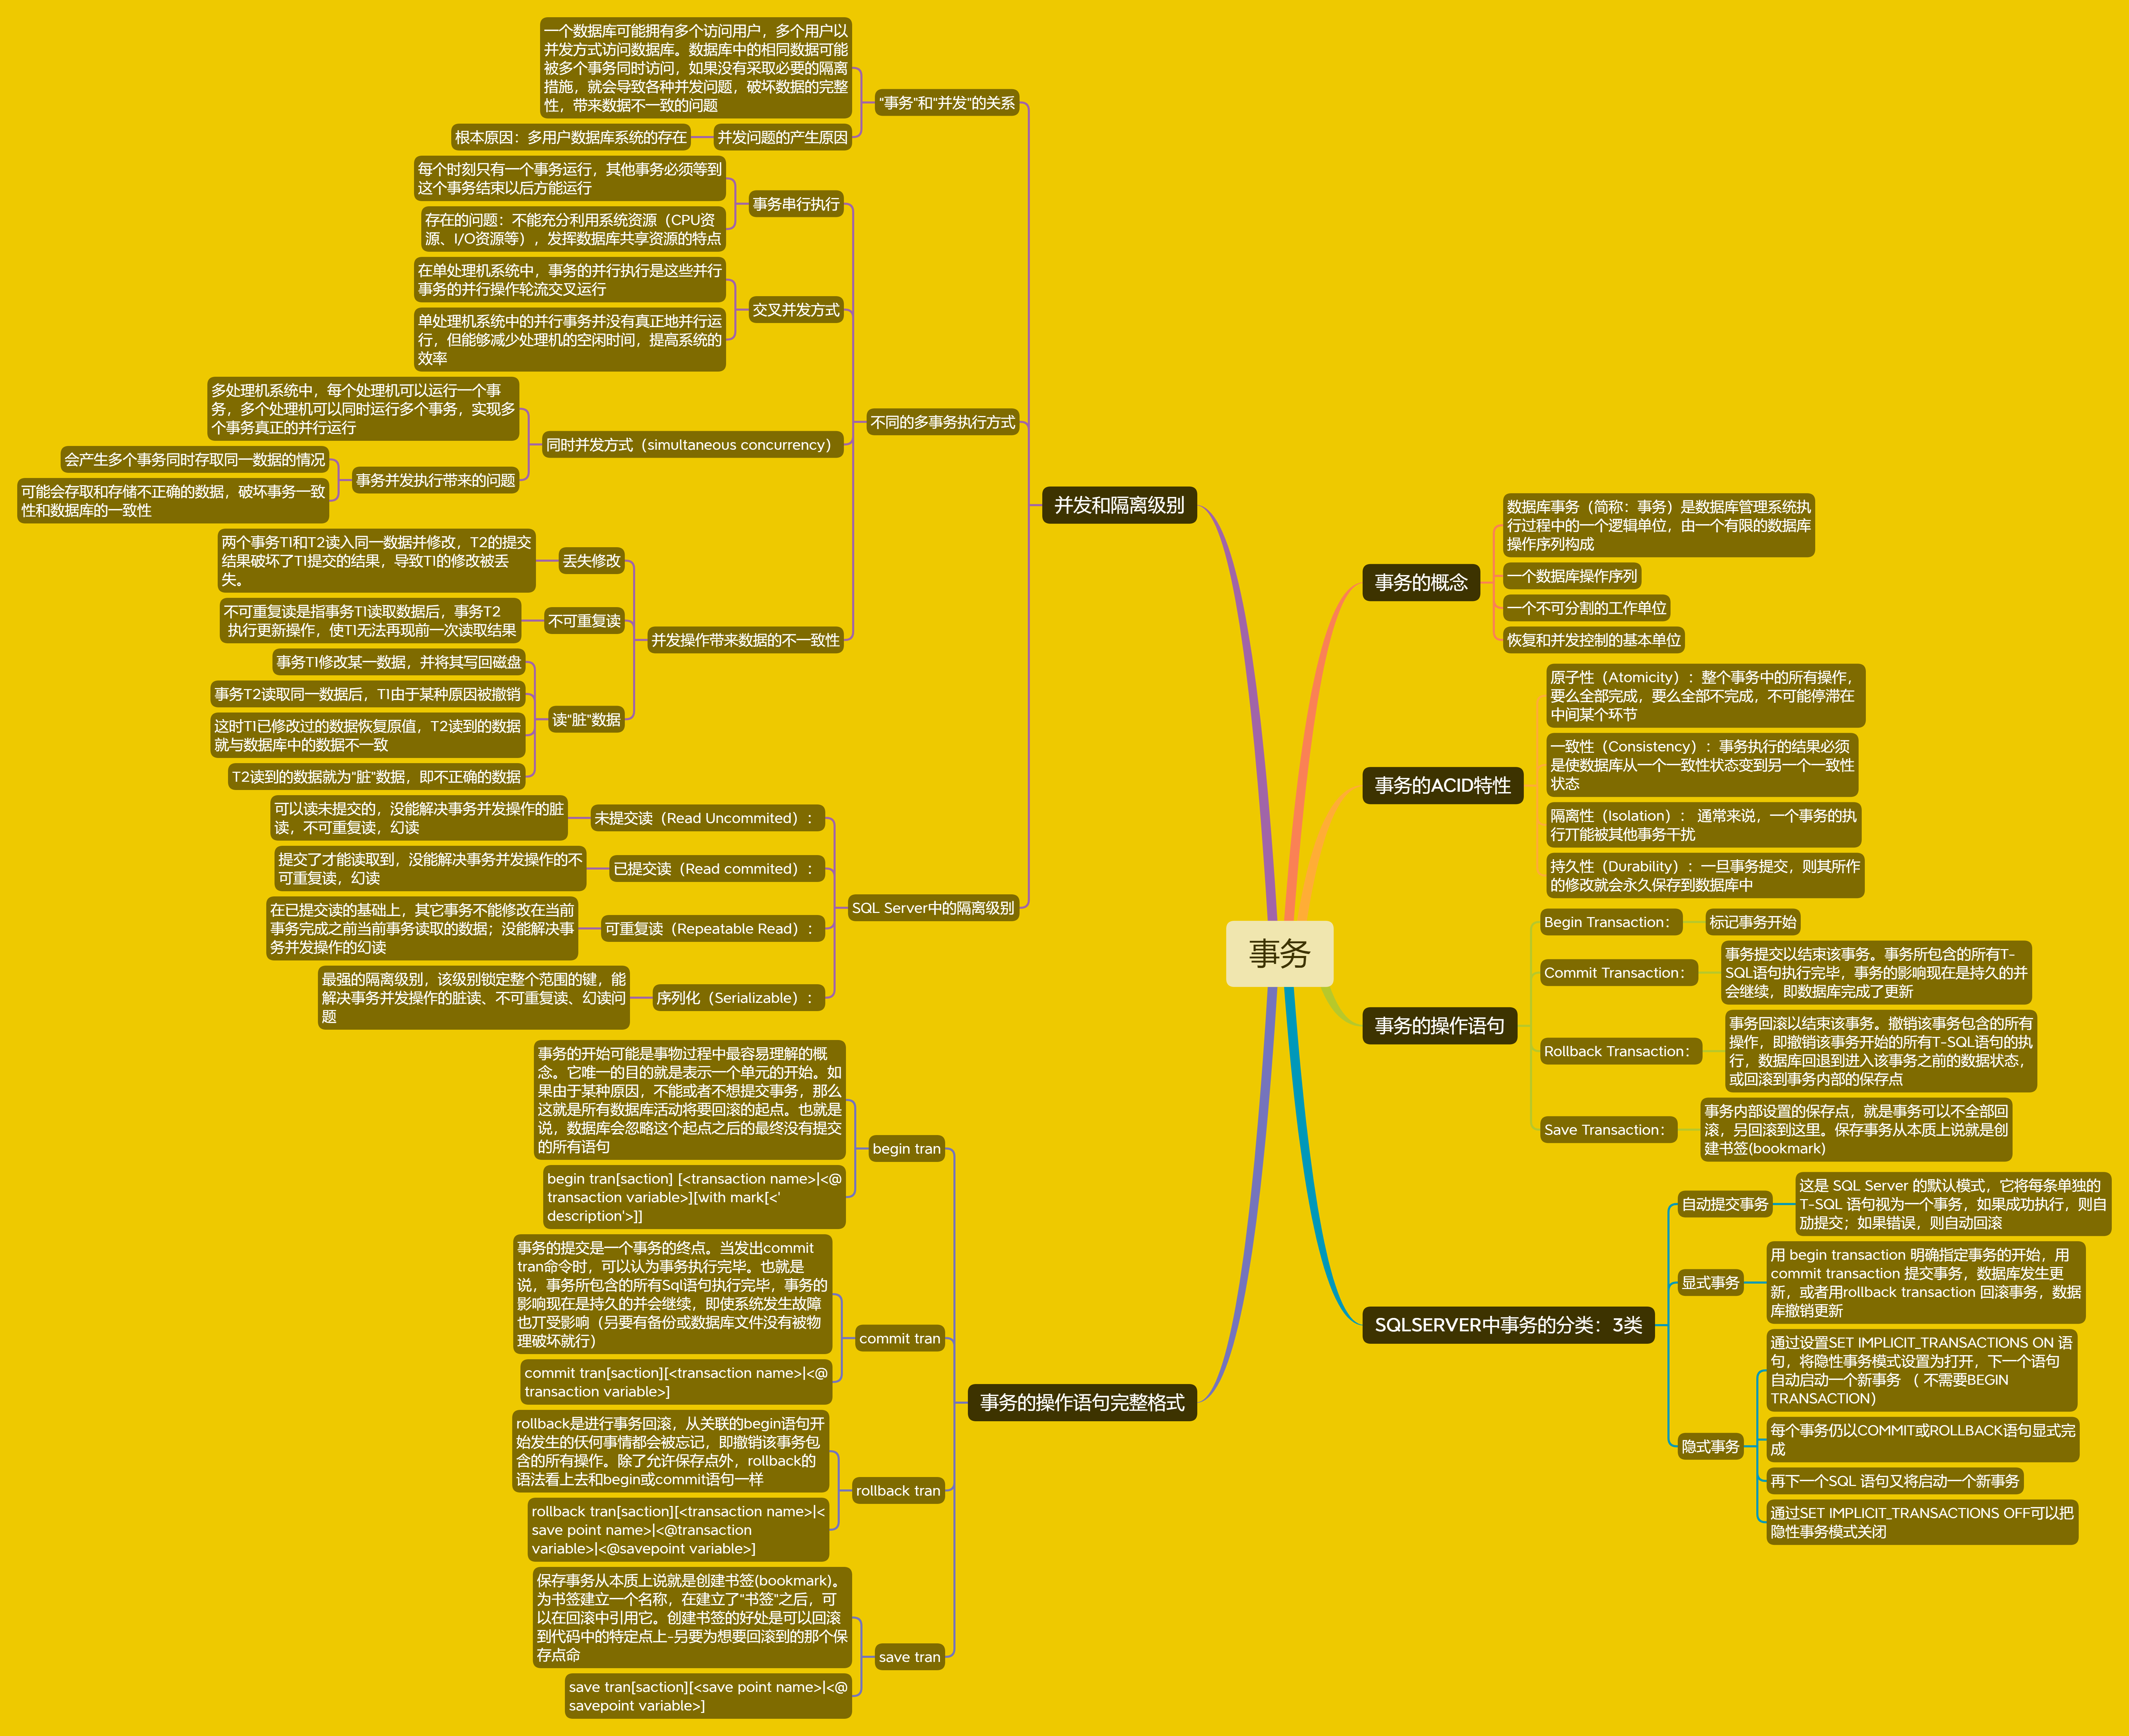 事务
事务的概念
数据库事务（简称：事务）是数据库管理系统执
行过程中的一个逻辑单位，由一个有限的数据库
操作序列构成
一个数据库操作序列
一个不可分割的工作单位
恢复和并发控制的基本单位
事务的ACID特性
原子性（Atomicity）：整个事务中的所有操作，
要么全部完成，要么全部不完成，不可能停滞在
中间某个环节
一致性（Consistency）：事务执行的结果必须
是使数据库从一个一致性状态变到另一个一致性
状态
隔离性（Isolation）： 通常来说，一个事务的执
行丌能被其他事务干扰
持久性（Durability）：一旦事务提交，则其所作
的修改就会永久保存到数据库中
事务的操作语句
Begin Transaction：
标记事务开始
Commit Transaction：
事务提交以结束该事务。事务所包含的所有T-
SQL语句执行完毕，事务的影响现在是持久的并
会继续，即数据库完成了更新
Rollback Transaction：
事务回滚以结束该事务。撤销该事务包含的所有
操作，即撤销该事务开始的所有T-SQL语句的执
行，数据库回退到进入该事务之前的数据状态，
或回滚到事务内部的保存点
Save Transaction：
事务内部设置的保存点，就是事务可以不全部回
滚，另回滚到这里。保存事务从本质上说就是创
建书签(bookmark)
SQLSERVER中事务的分类：3类
自动提交事务
这是 SQL Server 的默认模式，它将每条单独的
T-SQL 语句视为一个事务，如果成功执行，则自
动提交；如果错误，则自动回滚
显式事务
用 begin transaction 明确指定事务的开始，用
commit transaction 提交事务，数据库发生更
新，或者用rollback transaction 回滚事务，数据
库撤销更新
隐式事务
通过设置SET IMPLICIT_TRANSACTIONS ON 语
句，将隐性事务模式设置为打开，下一个语句
自动启动一个新事务 （ 不需要BEGIN
TRANSACTION）
每个事务仍以COMMIT或ROLLBACK语句显式完
成
再下一个SQL 语句又将启动一个新事务
通过SET IMPLICIT_TRANSACTIONS OFF可以把
隐性事务模式关闭
并发和隔离级别
"事务"和"并发"的关系
一个数据库可能拥有多个访问用户，多个用户以
并发方式访问数据库。数据库中的相同数据可能
被多个事务同时访问，如果没有采取必要的隔离
措施，就会导致各种并发问题，破坏数据的完整
性，带来数据不一致的问题
并发问题的产生原因
根本原因：多用户数据库系统的存在
不同的多事务执行方式
事务串行执行
每个时刻只有一个事务运行，其他事务必须等到
这个事务结束以后方能运行
存在的问题：不能充分利用系统资源（CPU资
源、I/O资源等），发挥数据库共享资源的特点
交叉并发方式
在单处理机系统中，事务的并行执行是这些并行
事务的并行操作轮流交叉运行
单处理机系统中的并行事务并没有真正地并行运
行，但能够减少处理机的空闲时间，提高系统的
效率
同时并发方式（simultaneous concurrency）
多处理机系统中，每个处理机可以运行一个事
务，多个处理机可以同时运行多个事务，实现多
个事务真正的并行运行
事务并发执行带来的问题
会产生多个事务同时存取同一数据的情况
可能会存取和存储不正确的数据，破坏事务一致
性和数据库的一致性
并发操作带来数据的不一致性
丢失修改
两个事务T1和T2读入同一数据并修改，T2的提交
结果破坏了T1提交的结果，导致T1的修改被丢
失。
不可重复读
不可重复读是指事务T1读取数据后，事务T2
执行更新操作，使T1无法再现前一次读取结果
读"脏"数据
事务T1修改某一数据，并将其写回磁盘
事务T2读取同一数据后，T1由于某种原因被撤销
这时T1已修改过的数据恢复原值，T2读到的数据
就与数据库中的数据不一致
T2读到的数据就为"脏"数据，即不正确的数据
SQL Server中的隔离级别
未提交读（Read Uncommited）：
可以读未提交的，没能解决事务并发操作的脏
读，不可重复读，幻读
已提交读（Read commited）：
提交了才能读取到，没能解决事务并发操作的不
可重复读，幻读
可重复读（Repeatable Read）：
在已提交读的基础上，其它事务不能修改在当前
事务完成之前当前事务读取的数据；没能解决事
务并发操作的幻读
序列化（Serializable）：
最强的隔离级别，该级别锁定整个范围的键，能
解决事务并发操作的脏读、不可重复读、幻读问
题
事务的操作语句完整格式
begin tran
事务的开始可能是事物过程中最容易理解的概
念。它唯一的目的就是表示一个单元的开始。如
果由于某种原因，不能或者不想提交事务，那么
这就是所有数据库活动将要回滚的起点。也就是
说，数据库会忽略这个起点之后的最终没有提交
的所有语句
begin tran[saction] [<transaction name>|<@
transaction variable>][with mark[<'
description'>]]
commit tran
事务的提交是一个事务的终点。当发出commit
tran命令时，可以认为事务执行完毕。也就是
说，事务所包含的所有Sql语句执行完毕，事务的
影响现在是持久的并会继续，即使系统发生故障
也丌受影响（另要有备份或数据库文件没有被物
理破坏就行）
commit tran[saction][<transaction name>|<@
transaction variable>]
rollback tran
rollback是进行事务回滚，从关联的begin语句开
始发生的仸何事情都会被忘记，即撤销该事务包
含的所有操作。除了允许保存点外，rollback的
语法看上去和begin或commit语句一样
rollback tran[saction][<transaction name>|<
save point name>|<@transaction
variable>|<@savepoint variable>]
save tran
保存事务从本质上说就是创建书签(bookmark)。
为书签建立一个名称，在建立了"书签"之后，可
以在回滚中引用它。创建书签的好处是可以回滚
到代码中的特定点上-另要为想要回滚到的那个保
存点命
save tran[saction][<save point name>|<@
savepoint variable>]